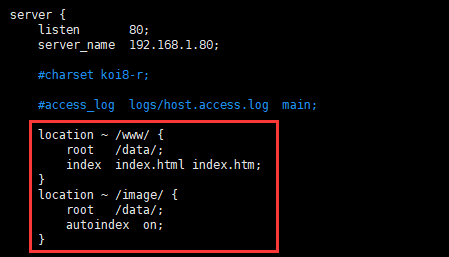 server {
    listen       80;
    server_name  192.168.1.80;
    #charset koi8-r;
    #access_log  logs/host.access.log  main;
    location ~ /www/ {
        root   /data/;
        index  index.html index.htm;
    }
    location ~ /image/ {
        root   /data/;
        autoindex  on;
    }